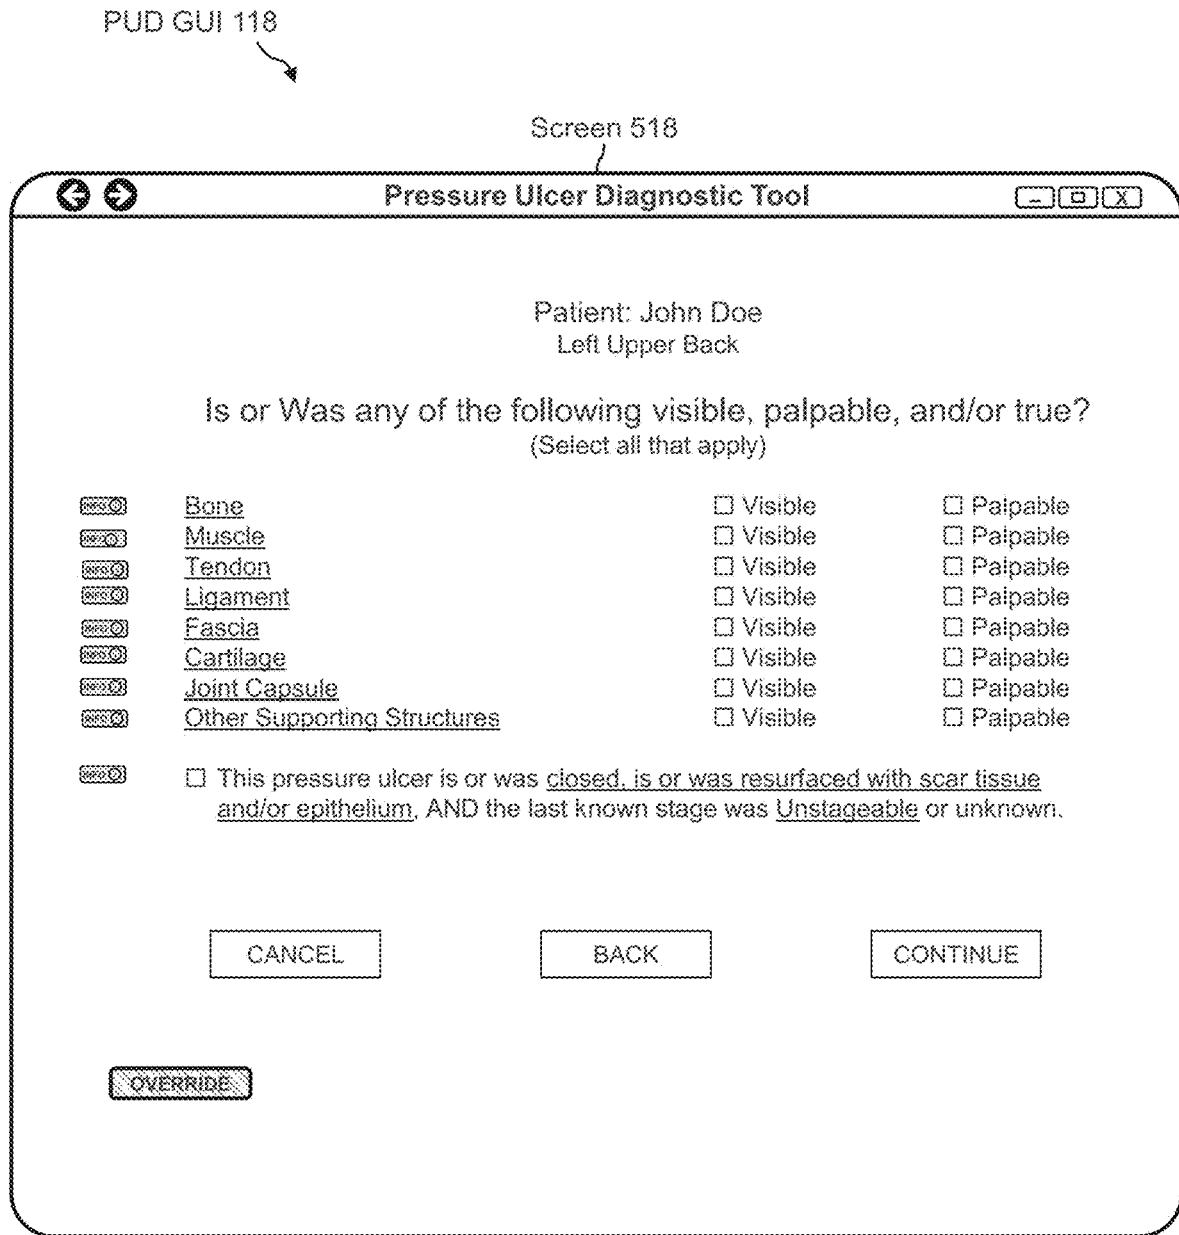 PUD GUI 118
Screen 518
Pressure Ulcer Diagnostic Tool
X
Patient: John Doe
Left Upper Back
Is or Was any of the following visible, palpable, and/or true?
(Select all that apply)
Bone Visible Palpable
Muscle Visible Palpable
Tendon Visible Palpable
Ligament Visible Palpable
Fascia Visible Palpable
Cartilage Visible Palpable
Joint Capsule Visible Palpable
Other Supporting Structures Visible Palpable
This pressure ulcer is or was closed, is or was resurfaced with scar tissue
and/or epithelium, AND the last known stage was Unstageable or unknown.
CANCEL BACK CONTINUE
OVERRIDE